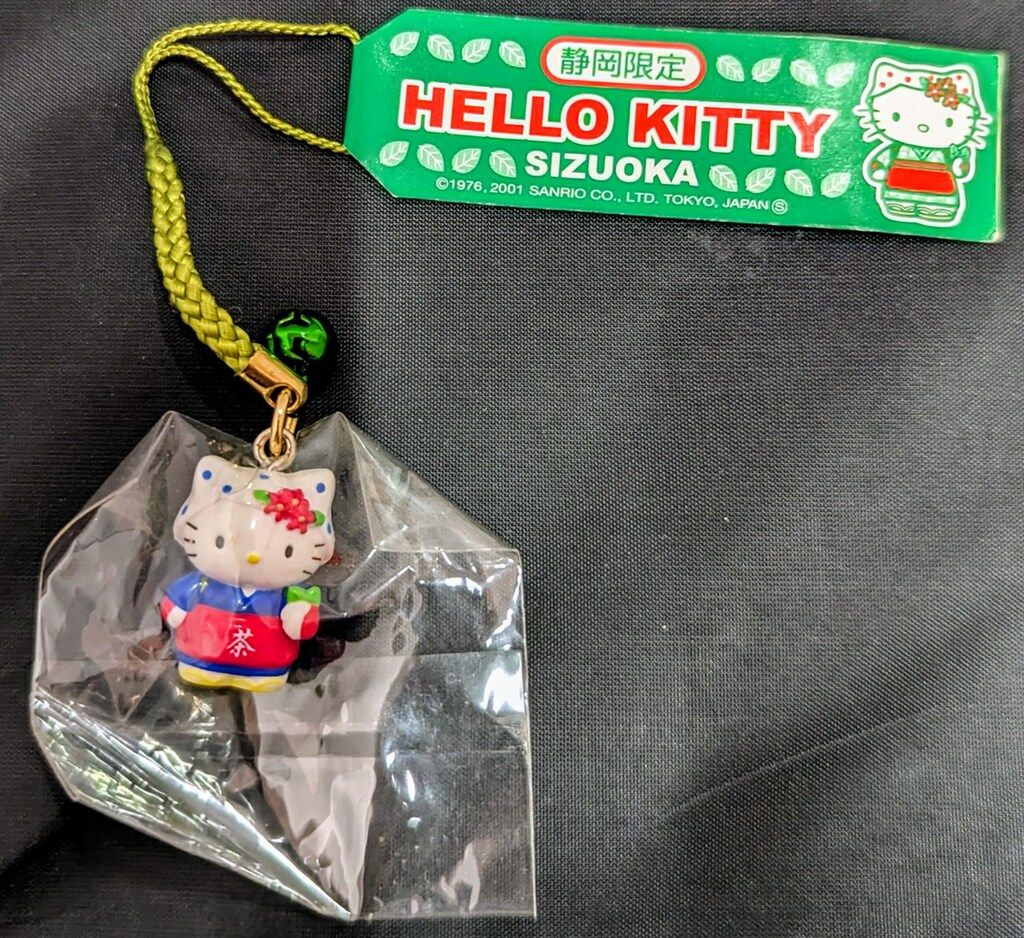 静岡限定
HELLO KITTY
SIZUOKA
©1976, 2001 SANRIO CO., LTD. TOKYO, JAPAN Ⓢ
茶